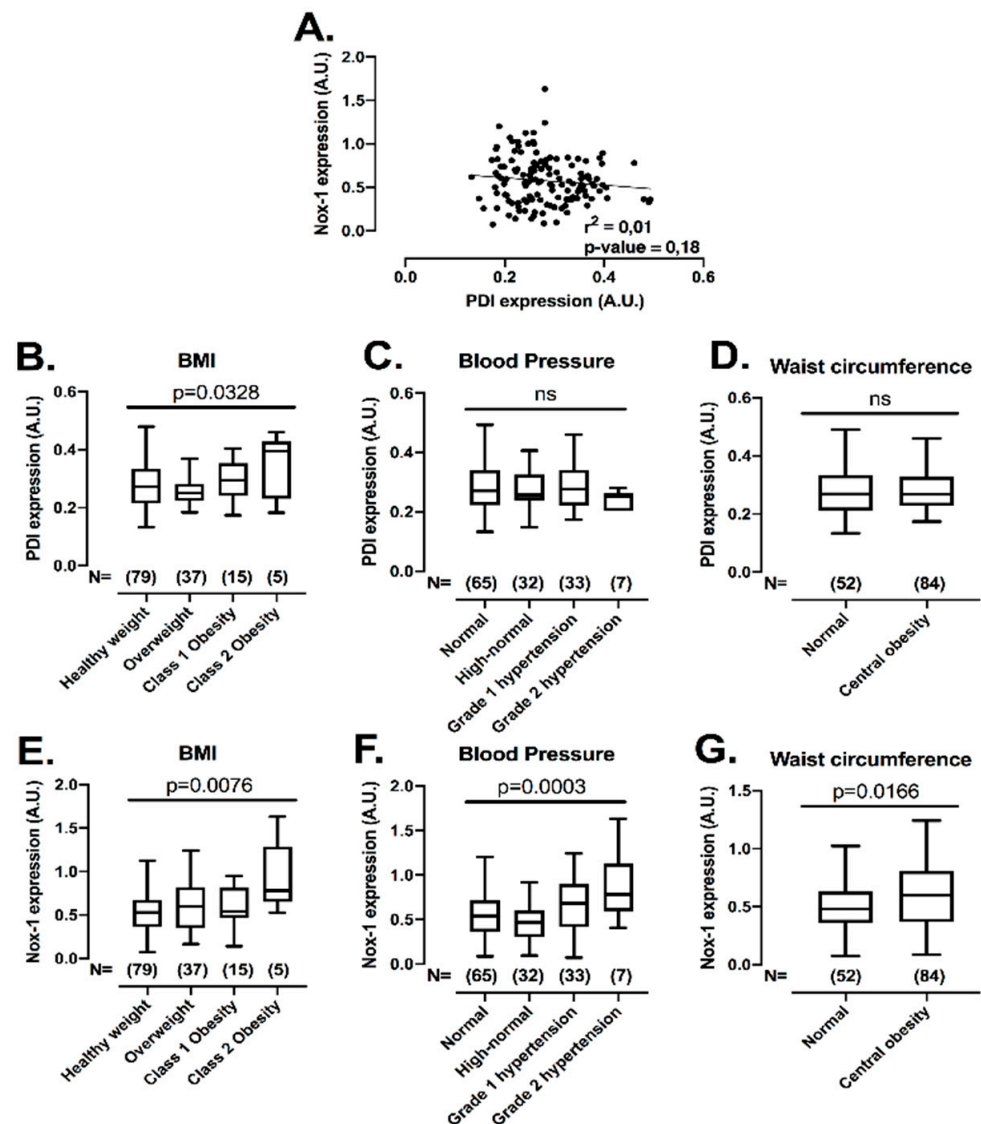 A.
Nox-1 expression (A.U.)
2.0
1.5
1.0
0.5
0.0
r² = 0,01
p-value = 0,18
0.0 0.2 0.4 0.6
PDI expression (A.U.)
B.
BMI
p=0.0328
PDI expression (A.U.)
0.6
0.4
0.2
0.0
N= (79) (37) (15) (5)
Healthy weight
Overweight
Class 1 Obesity
Class 2 Obesity
C.
Blood Pressure
ns
PDI expression (A.U.)
0.6
0.4
0.2
0.0
N= (65) (32) (33) (7)
Normal
High-normal
Grade 1 hypertension
Grade 2 hypertension
D.
Waist circumference
ns
PDI expression (A.U.)
0.6
0.4
0.2
0.0
N= (52) (84)
Normal
Central obesity
E.
BMI
p=0.0076
Nox-1 expression (A.U.)
2.0
1.5
1.0
0.5
0.0
N= (79) (37) (15) (5)
Healthy weight
Overweight
Class 1 Obesity
Class 2 Obesity
F.
Blood Pressure
p=0.0003
Nox-1 expression (A.U.)
2.0
1.5
1.0
0.5
0.0
N= (65) (32) (33) (7)
Normal
High-normal
Grade 1 hypertension
Grade 2 hypertension
G.
Waist circumference
p=0.0166
Nox-1 expression (A.U.)
1.5
1.0
0.5
0.0
N= (52) (84)
Normal
Central obesity